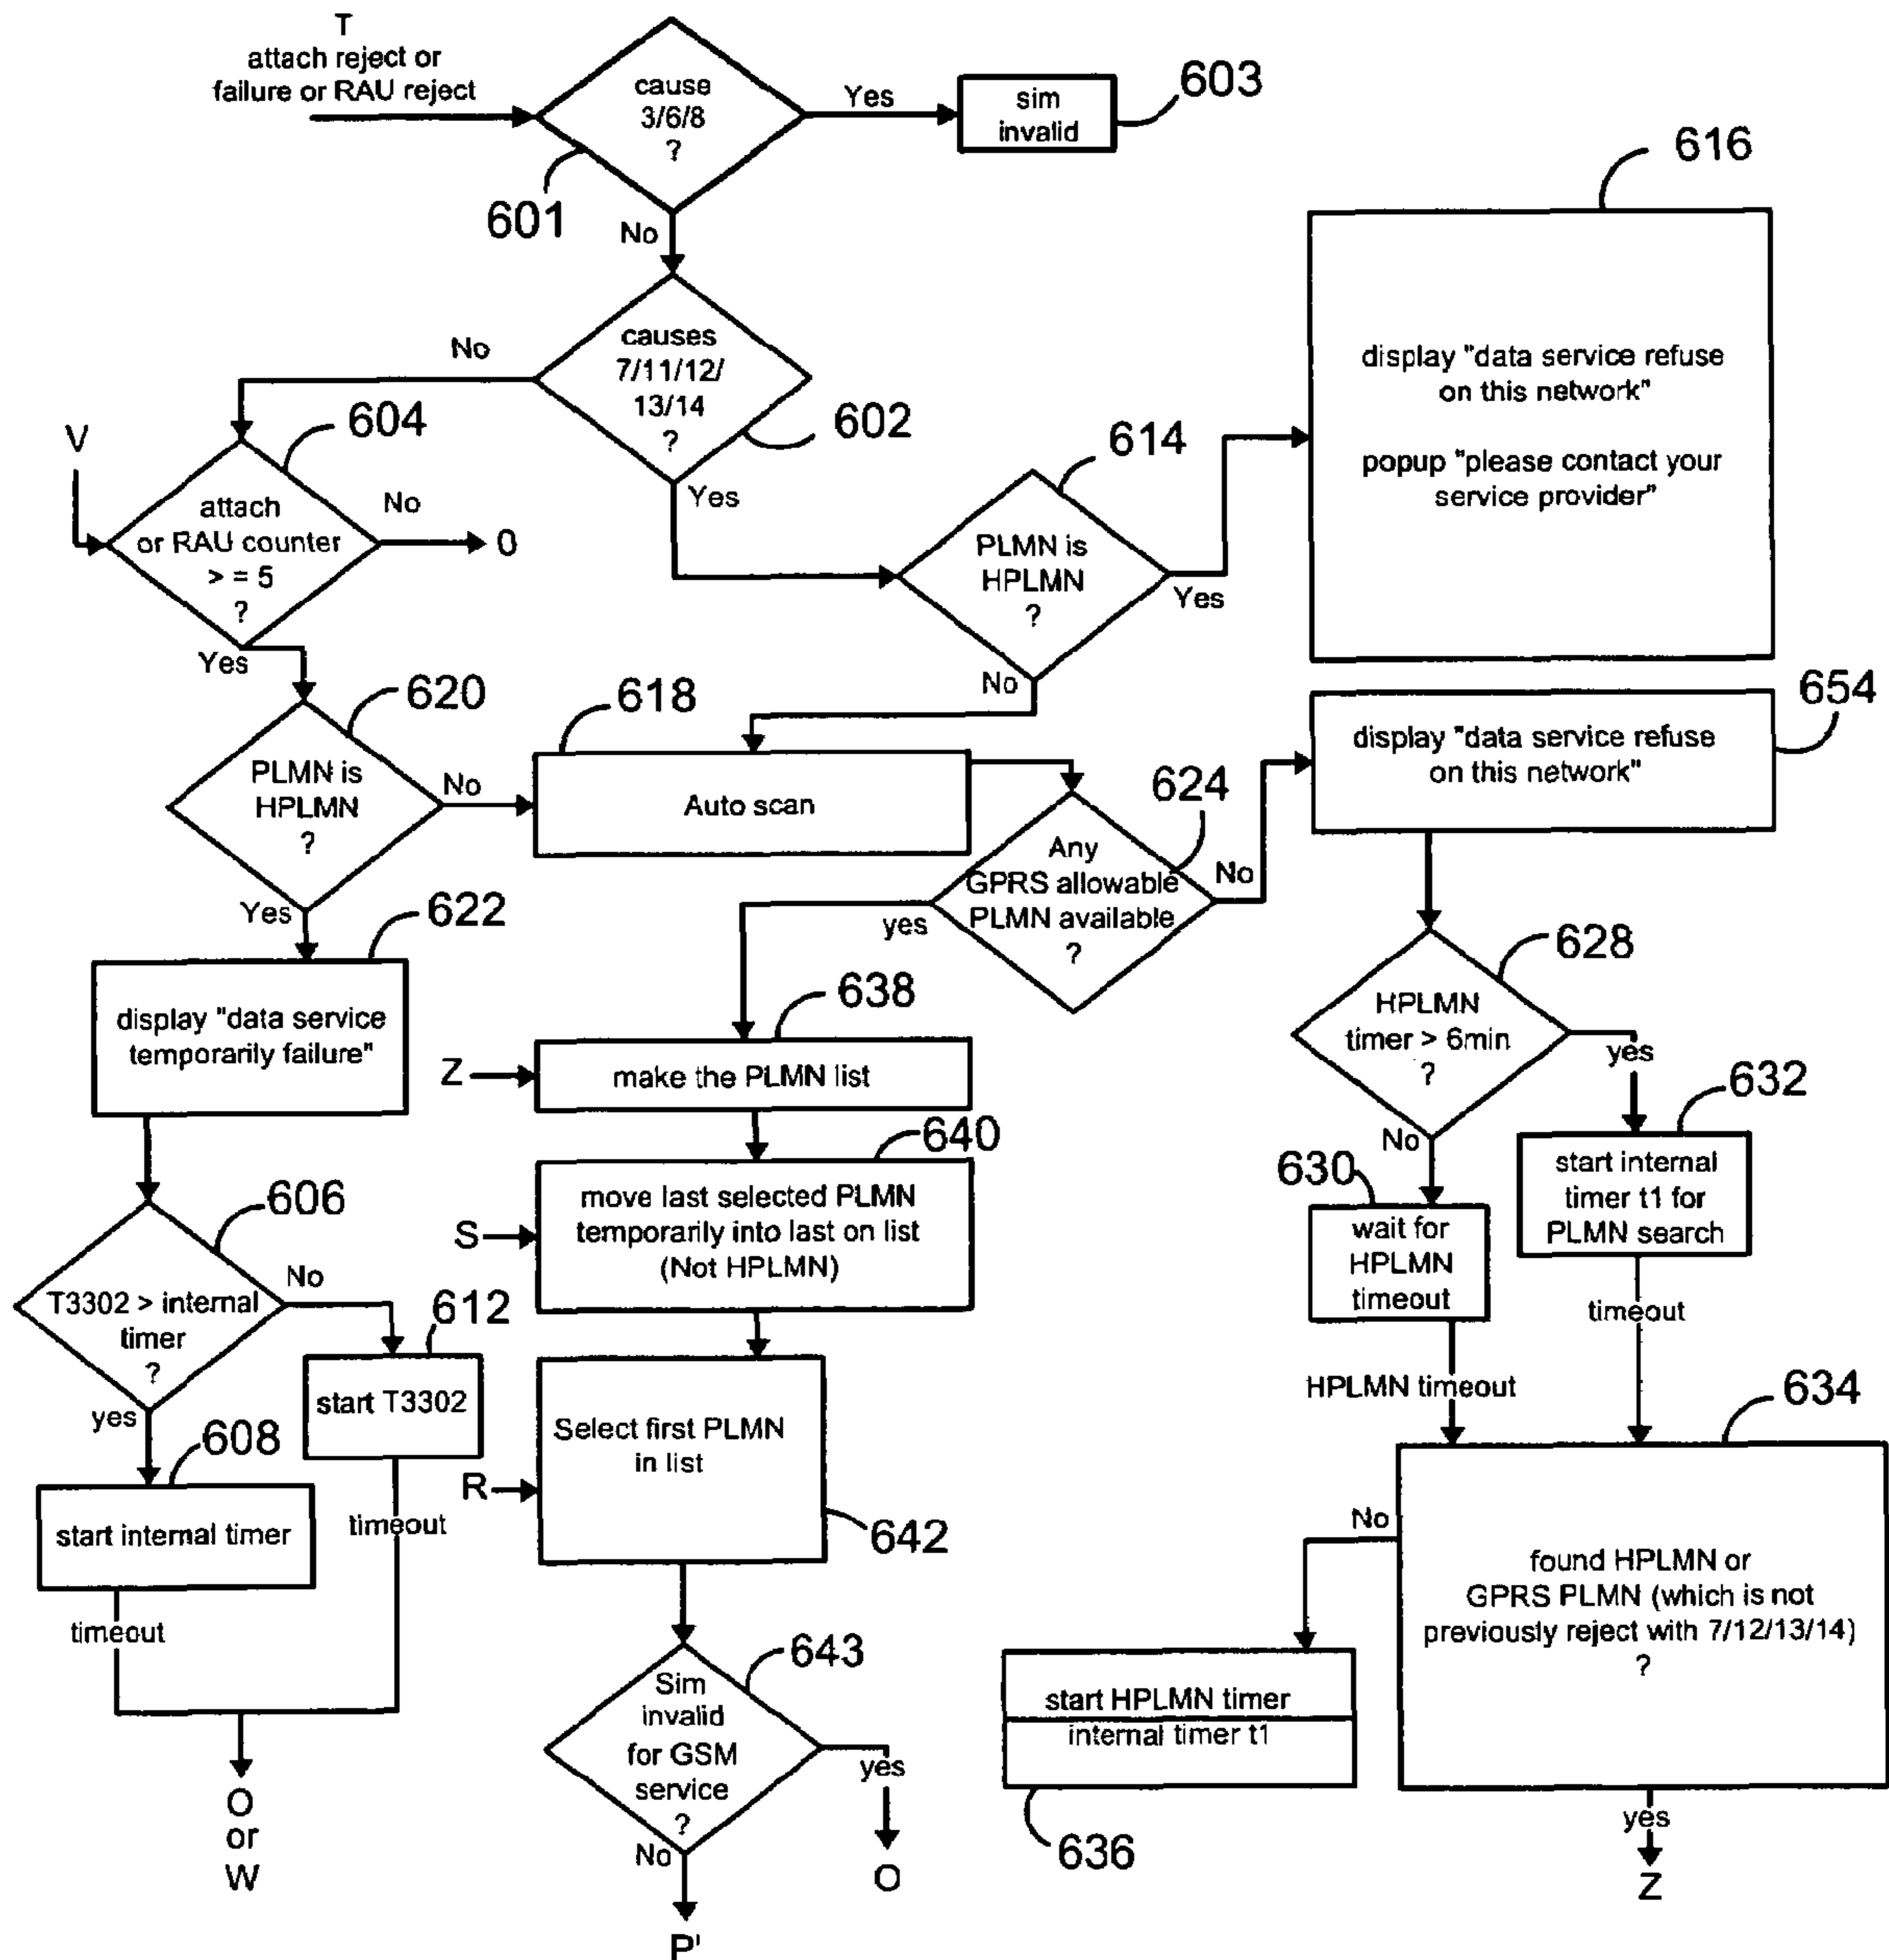 T
attach reject or
failure or RAU reject
cause
3/6/8
?
Yes
sim
invalid
603
601
No
616
causes
7/11/12/
13/14
?
No
602
Yes
display "data service refuse
on this network"
popup "please contact your
service provider"
V
604
attach
or RAU counter
> = 5
?
No
0
Yes
614
PLMN is
HPLMN
?
Yes
No
620
PLMN is
HPLMN
?
No
Yes
618
Auto scan
654
display "data service refuse
on this network"
624
Any
GPRS allowable
PLMN available
?
No
yes
622
display "data service
temporarily failure"
628
HPLMN
timer > 6min
?
yes
No
638
Z
make the PLMN list
640
S
move last selected PLMN
temporarily into last on list
(Not HPLMN)
630
wait for
HPLMN
timeout
632
start internal
timer t1 for
PLMN search
timeout
HPLMN timeout
606
T3302 > internal
timer
?
No
yes
612
start T3302
timeout
608
start internal timer
timeout
O
or
W
R
Select first PLMN
in list
642
643
Sim
invalid
for GSM
service
?
yes
O
No
P'
634
found HPLMN or
GPRS PLMN (which is not
previously reject with 7/12/13/14)
?
No
start HPLMN timer
internal timer t1
636
yes
Z